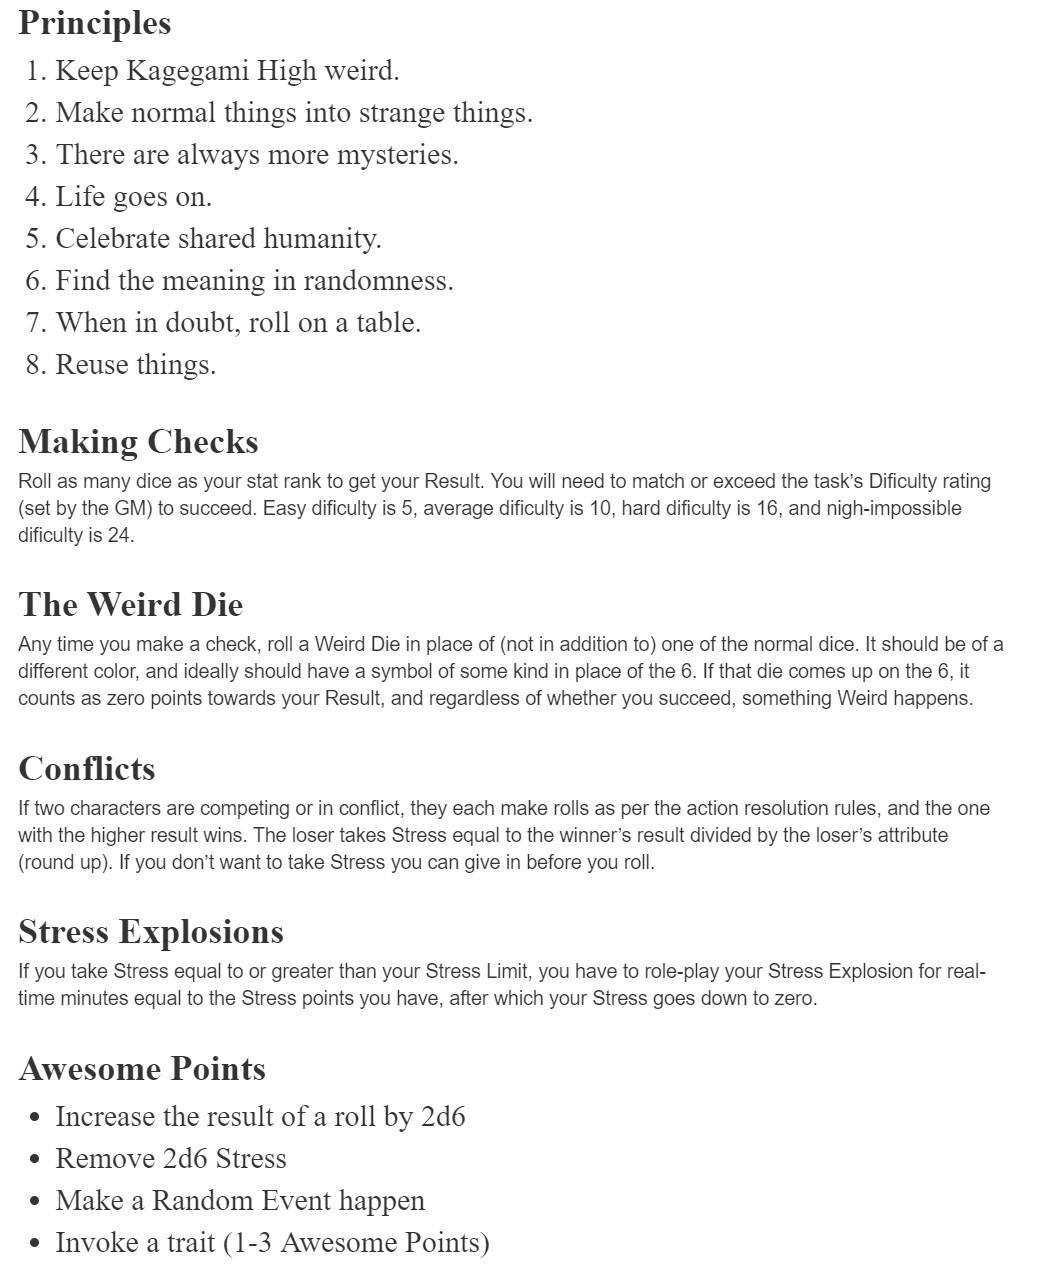 Principles
1. Keep Kagegami High weird.
2. Make normal things into strange things.
3. There are always more mysteries.
4. Life goes on.
5. Celebrate shared humanity.
6. Find the meaning in randomness.
7. When in doubt, roll on a table.
8. Reuse things.
Making Checks
Roll as many dice as your stat rank to get your Result. You will need to match or exceed the task’s Dificulty rating
(set by the GM) to succeed. Easy dificulty is 5, average dificulty is 10, hard dificulty is 16, and nigh-impossible
dificulty is 24.
The Weird Die
Any time you make a check, roll a Weird Die in place of (not in addition to) one of the normal dice. It should be of a
different color, and ideally should have a symbol of some kind in place of the 6. If that die comes up on the 6, it
counts as zero points towards your Result, and regardless of whether you succeed, something Weird happens.
Conflicts
If two characters are competing or in conflict, they each make rolls as per the action resolution rules, and the one
with the higher result wins. The loser takes Stress equal to the winner’s result divided by the loser’s attribute
(round up). If you don’t want to take Stress you can give in before you roll.
Stress Explosions
If you take Stress equal to or greater than your Stress Limit, you have to role-play your Stress Explosion for real-
time minutes equal to the Stress points you have, after which your Stress goes down to zero.
Awesome Points
• Increase the result of a roll by 2d6
• Remove 2d6 Stress
• Make a Random Event happen
• Invoke a trait (1-3 Awesome Points)